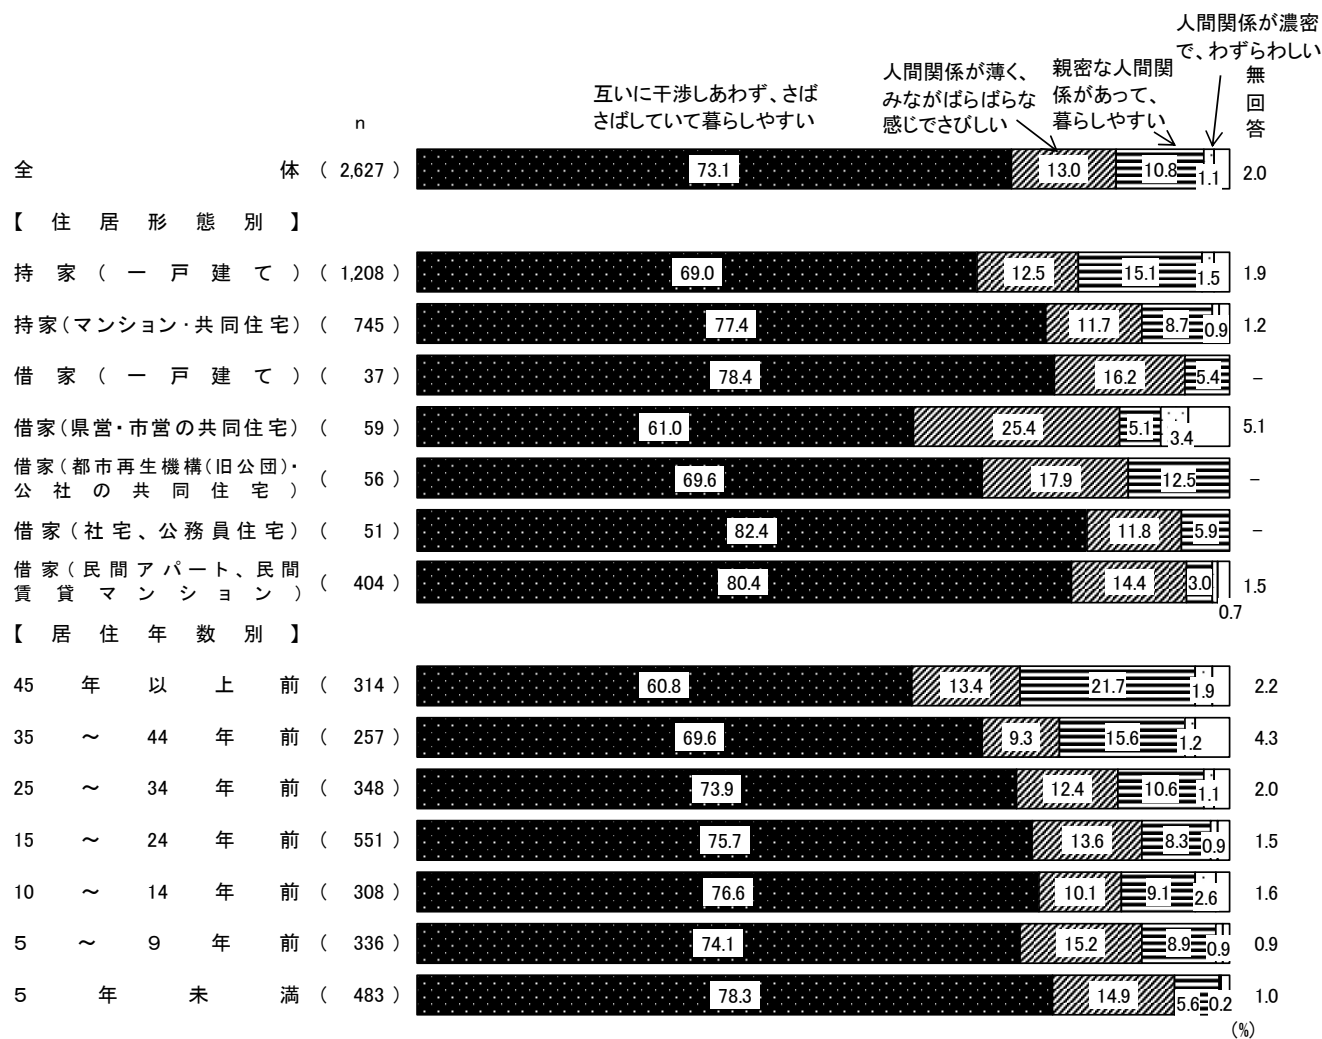 人間関係が濃密
で、わずらわしい
人間関係が薄く、
みながばらばらな
感じでさびしい
親密な人間関
係があって、
暮らしやすい
無
回
答
互いに干渉しあわず、さば
さばしていて暮らしやすい
n
全体 ( 2,627 ) 73.1 13.0 10.8 1.1 2.0
【住居形態別】
持家(一戸建て) ( 1,208 ) 69.0 12.5 15.1 1.5 1.9
持家(マンション・共同住宅) ( 745 ) 77.4 11.7 8.7 0.9 1.2
借家(一戸建て) ( 37 ) 78.4 16.2 5.4 －
借家(県営・市営の共同住宅) ( 59 ) 61.0 25.4 5.1 3.4 5.1
借家(都市再生機構(旧公団)・
公社の共同住宅) ( 56 ) 69.6 17.9 12.5 －
借家(社宅、公務員住宅) ( 51 ) 82.4 11.8 5.9 －
借家(民間アパート、民間
賃貸マンション) ( 404 ) 80.4 14.4 3.0 0.7 1.5
【居住年数別】
45年以上前 ( 314 ) 60.8 13.4 21.7 1.9 2.2
35～44年前 ( 257 ) 69.6 9.3 15.6 1.2 4.3
25～34年前 ( 348 ) 73.9 12.4 10.6 1.1 2.0
15～24年前 ( 551 ) 75.7 13.6 8.3 0.9 1.5
10～14年前 ( 308 ) 76.6 10.1 9.1 2.6 1.6
５～９年前 ( 336 ) 74.1 15.2 8.9 0.9 0.9
５年未満 ( 483 ) 78.3 14.9 5.6 0.2 1.0
(%)